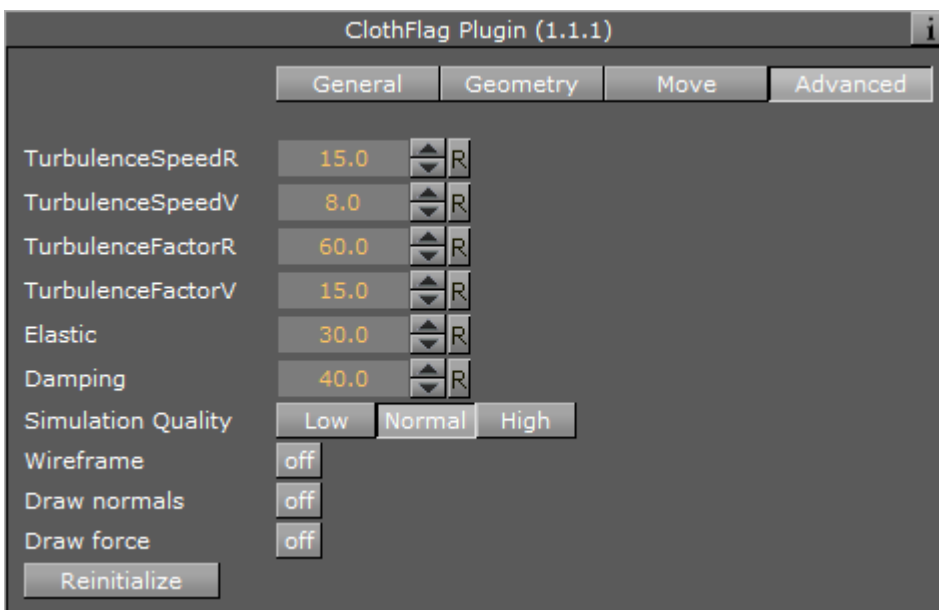 ClothFlag Plugin (1.1.1) i
General Geometry Move Advanced
TurbulenceSpeedR 15.0 R
TurbulenceSpeedV 8.0 R
TurbulenceFactorR 60.0 R
TurbulenceFactorV 15.0 R
Elastic 30.0 R
Damping 40.0 R
Simulation Quality Low Normal High
Wireframe off
Draw normals off
Draw force off
Reinitialize